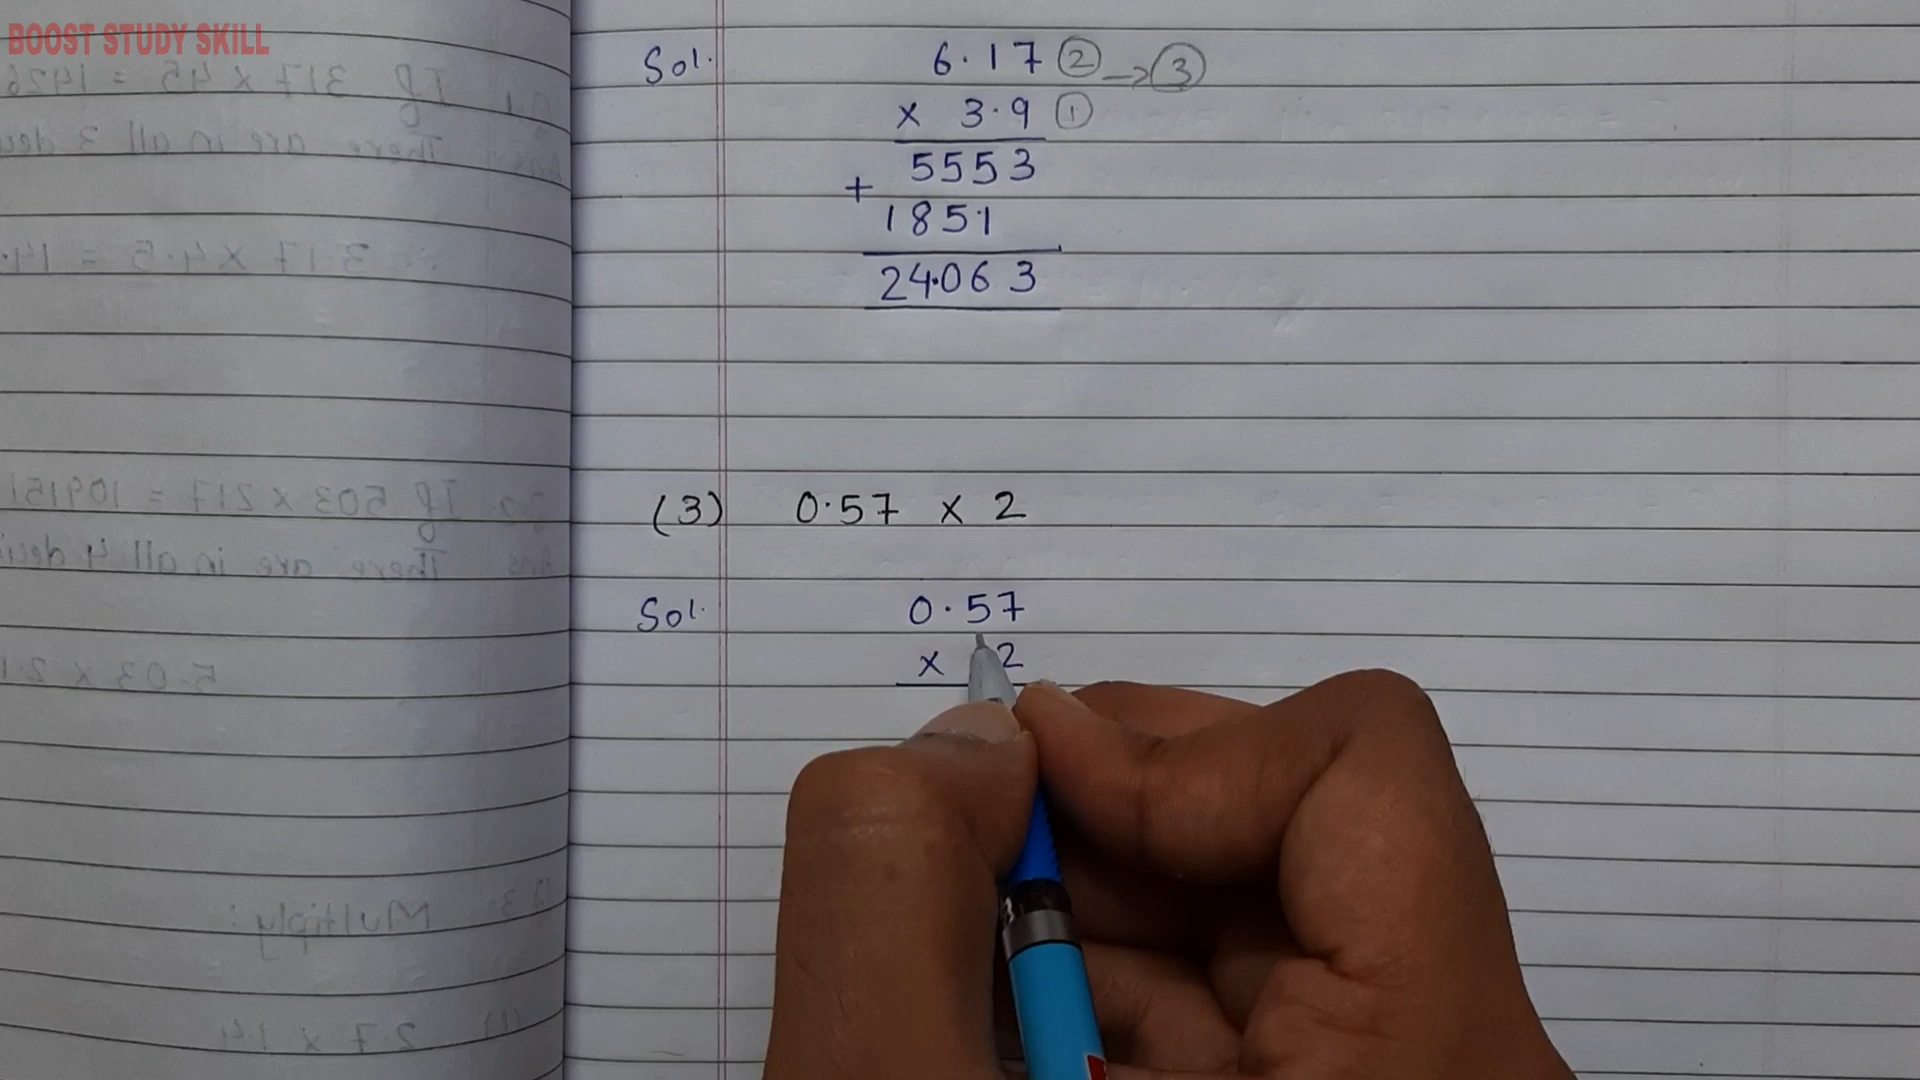 BOOST STUDY SKILL
Sol. 6.17 ② → ③
x 3.9 ①
5553
+
1851
24.063
(3) 0.57 x 2
Sol. 0.57
x 2